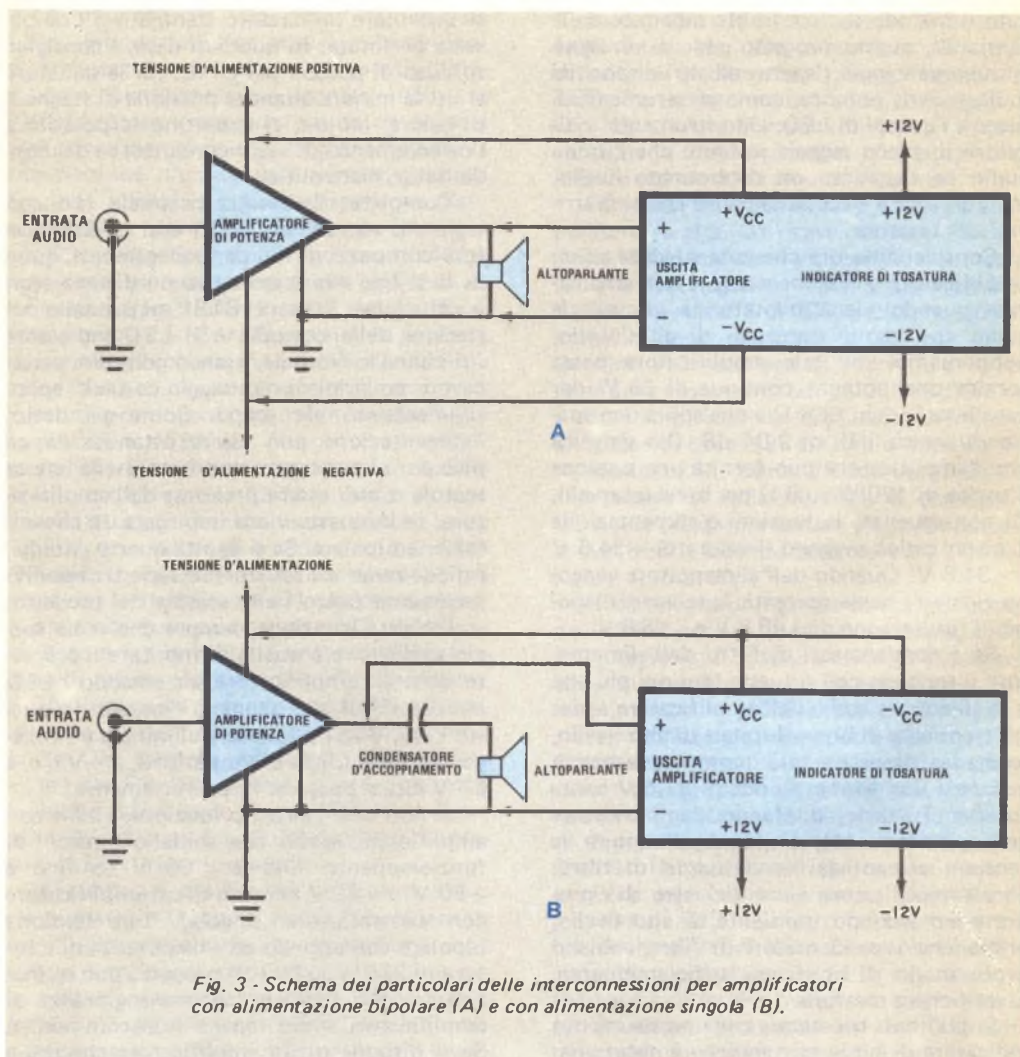 TENSIONE D'ALIMENTAZIONE POSITIVA
+12V
ENTRATA
AUDIO
AMPLIFICATORE
DI POTENZA
+VCC +12V
+
ALTOPARLANTE
USCITA
AMPLIFICATORE
INDICATORE DI TOSATURA
-
-VCC -12V
A
-12V
TENSIONE D'ALIMENTAZIONE NEGATIVA
TENSIONE D'ALIMENTAZIONE
ENTRATA
AUDIO
AMPLIFICATORE
DI POTENZA
CONDENSATORE
D'ACCOPPIAMENTO
ALTOPARLANTE
+VCC -VCC
+
USCITA
AMPLIFICATORE
INDICATORE DI TOSATURA
-
+12V -12V
B
+12V
-12V
Fig. 3 - Schema dei particolari delle interconnessioni per amplificatori
con alimentazione bipolare (A) e con alimentazione singola (B).